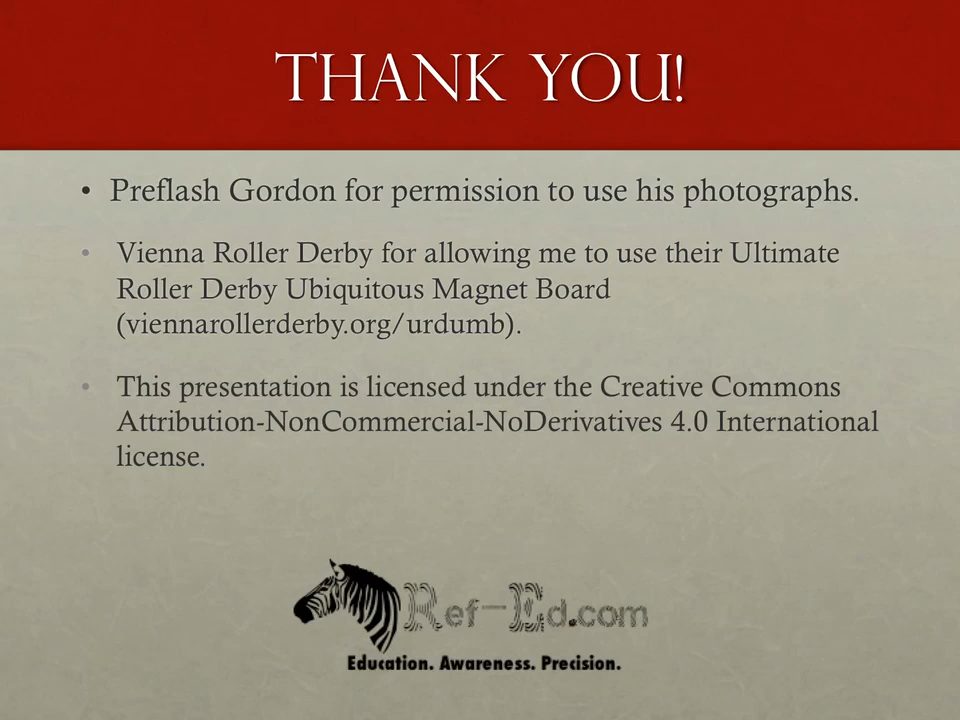 THANK YOU!
• Preflash Gordon for permission to use his photographs.
• Vienna Roller Derby for allowing me to use their Ultimate
Roller Derby Ubiquitous Magnet Board
(viennarollerderby.org/urdumb).
• This presentation is licensed under the Creative Commons
Attribution-NonCommercial-NoDerivatives 4.0 International
license.
Ref-Ed.com
Education. Awareness. Precision.